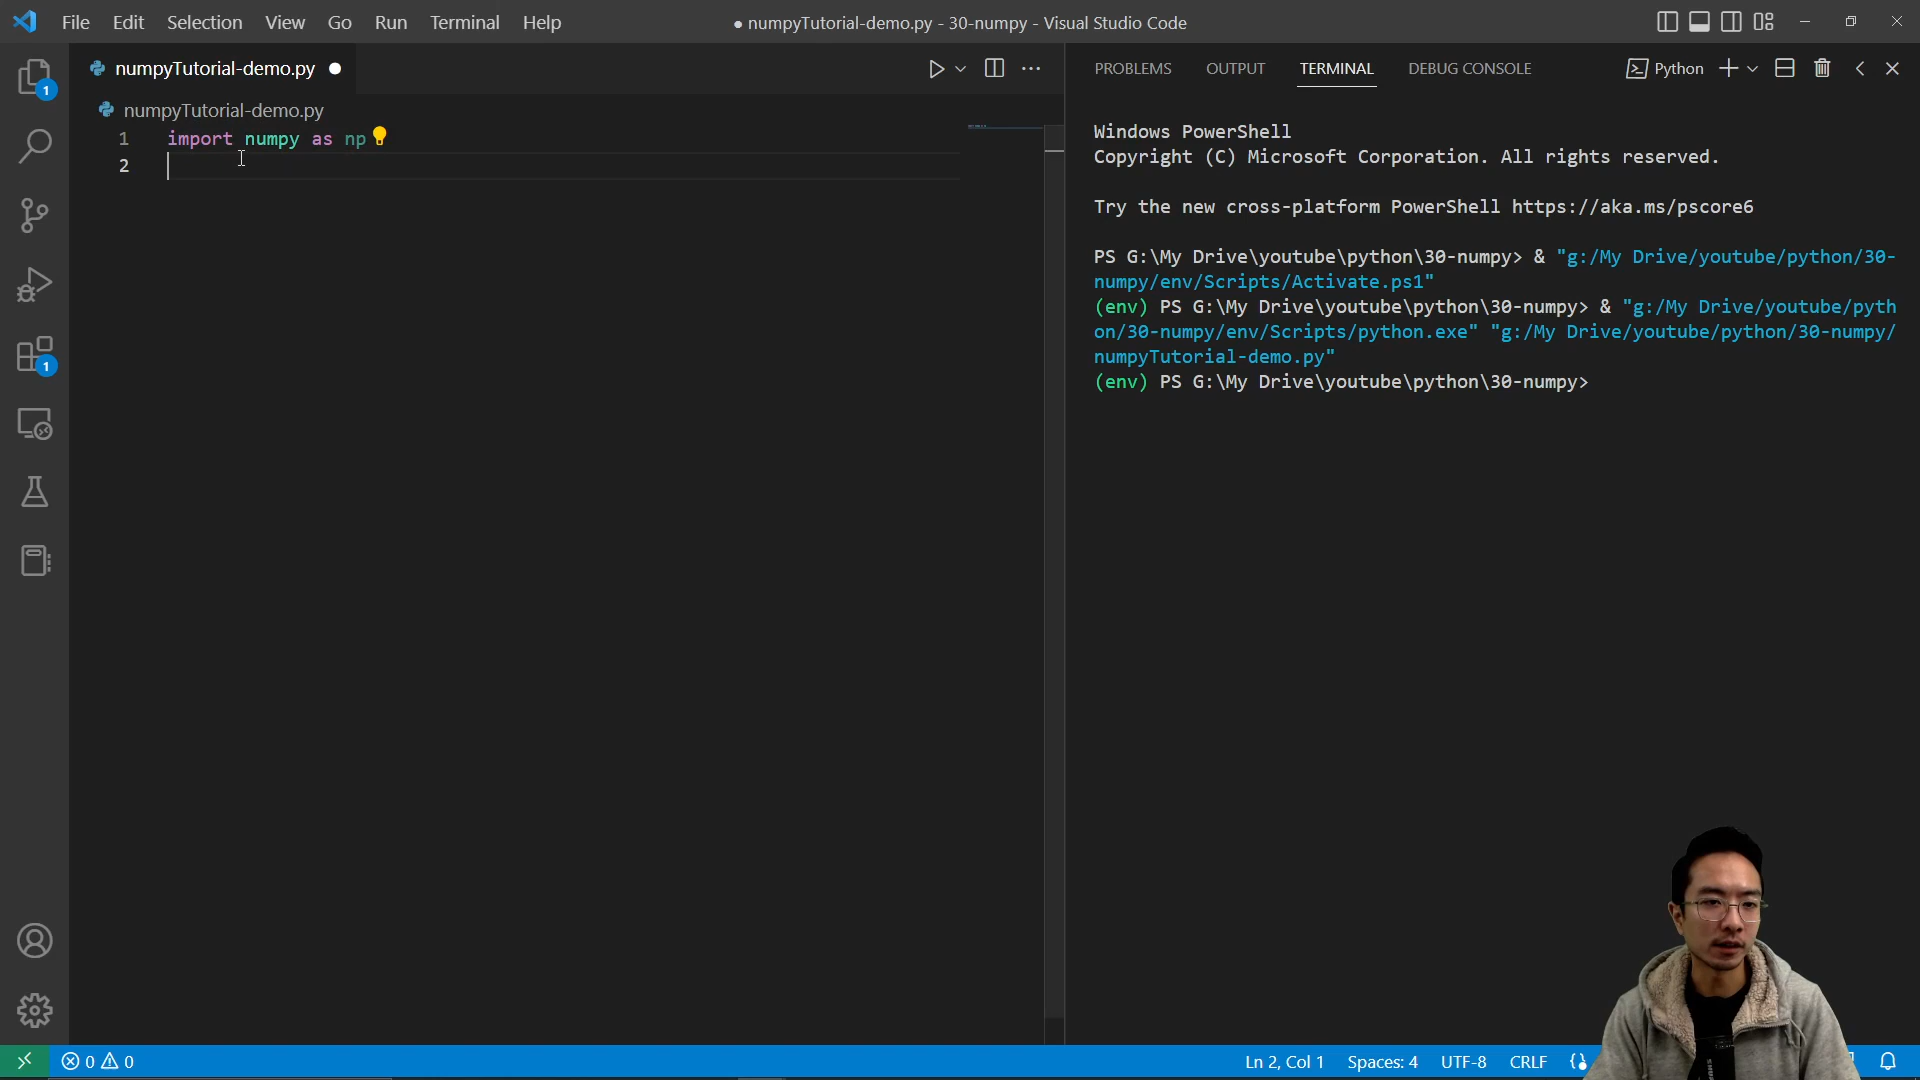 File Edit Selection View Go Run Terminal Help
● numpyTutorial-demo.py - 30-numpy - Visual Studio Code
numpyTutorial-demo.py
numpyTutorial-demo.py
1 import numpy as np
2
PROBLEMS OUTPUT TERMINAL DEBUG CONSOLE Python
Windows PowerShell
Copyright (C) Microsoft Corporation. All rights reserved.
Try the new cross-platform PowerShell https://aka.ms/pscore6
PS G:\My Drive\youtube\python\30-numpy> & "g:/My Drive/youtube/python/30-
numpy/env/Scripts/Activate.ps1"
(env) PS G:\My Drive\youtube\python\30-numpy> & "g:/My Drive/youtube/pyth
on/30-numpy/env/Scripts/python.exe" "g:/My Drive/youtube/python/30-numpy/
numpyTutorial-demo.py"
(env) PS G:\My Drive\youtube\python\30-numpy>
1
1
0 0
Ln 2, Col 1 Spaces: 4 UTF-8 CRLF